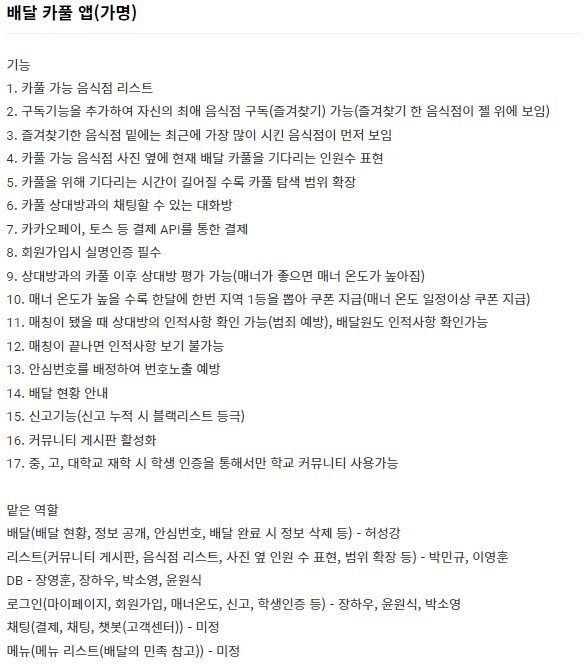 배달 카풀 앱(가명)
기능
1. 카풀 가능 음식점 리스트
2. 구독기능을 추가하여 자신의 최애 음식점 구독(즐겨찾기) 가능(즐겨찾기 한 음식점이 젤 위에 보임)
3. 즐겨찾기한 음식점 밑에는 최근에 가장 많이 시킨 음식점이 먼저 보임
4. 카풀 가능 음식점 사진 옆에 현재 배달 카풀을 기다리는 인원수 표현
5. 카풀을 위해 기다리는 시간이 길어질 수록 카풀 탐색 범위 확장
6. 카풀 상대방과의 채팅할 수 있는 대화방
7. 카카오페이, 토스 등 결제 API를 통한 결제
8. 회원가입시 실명인증 필수
9. 상대방과의 카풀 이후 상대방 평가 가능(매너가 좋으면 매너 온도가 높아짐)
10. 매너 온도가 높을 수록 한달에 한번 지역 1등을 뽑아 쿠폰 지급(매너 온도 일정이상 쿠폰 지급)
11. 매칭이 됐을 때 상대방의 인적사항 확인 가능(범죄 예방), 배달원도 인적사항 확인가능
12. 매칭이 끝나면 인적사항 보기 불가능
13. 안심번호를 배정하여 번호노출 예방
14. 배달 현황 안내
15. 신고기능(신고 누적 시 블랙리스트 등극)
16. 커뮤니티 게시판 활성화
17. 중, 고, 대학교 재학 시 학생 인증을 통해서만 학교 커뮤니티 사용가능
맡은 역할
배달(배달 현황, 정보 공개, 안심번호, 배달 완료 시 정보 삭제 등) - 허성강
리스트(커뮤니티 게시판, 음식점 리스트, 사진 옆 인원 수 표현, 범위 확장 등) - 박민규, 이영훈
DB - 장영훈, 장하우, 박소영, 윤원식
로그인(마이페이지, 회원가입, 매너온도, 신고, 학생인증 등) - 장하우, 윤원식, 박소영
채팅(결제, 채팅, 챗봇(고객센터)) - 미정
메뉴(메뉴 리스트(배달의 민족 참고)) - 미정